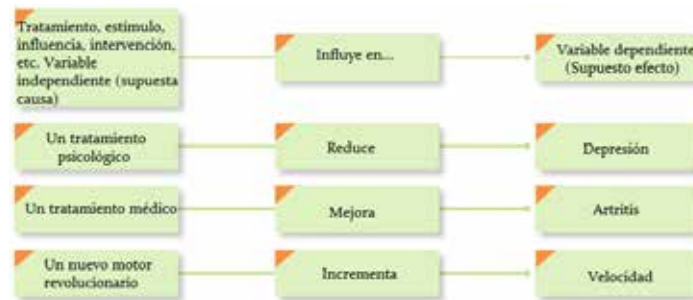 Tratamiento, estímulo,
influencia, intervención,
etc. Variable
independiente (supuesta
causa)
Influye en...
Variable dependiente
(Supuesto efecto)
Un tratamiento
psicológico
Reduce
Depresión
Un tratamiento médico
Mejora
Artritis
Un nuevo motor
revolucionario
Incrementa
Velocidad